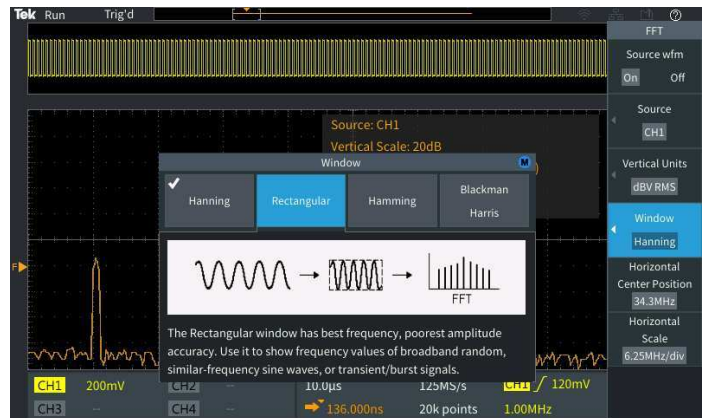 Tek Run Trig'd
FFT
Source wfm
On Off
Source
CH1
Vertical Units
dBV RMS
Window
Hanning
Horizontal
Center Position
34.3MHz
Horizontal
Scale
6.25MHz/div
Source: CH1
Vertical Scale: 20dB
Window
M
Hanning
Rectangular
Hamming
Blackman
Harris
FFT
The Rectangular window has best frequency, poorest amplitude
accuracy. Use it to show frequency values of broadband random,
similar-frequency sine waves, or transient/burst signals.
F
CH1 200mV CH2 -- 10.0µs 125MS/s CH1 120mV
CH3 -- CH4 -- 136.000ns 20k points 1.00MHz